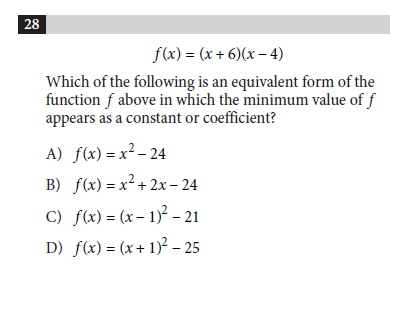 28
f(x) = (x + 6)(x – 4)
Which of the following is an equivalent form of the
function f above in which the minimum value of f
appears as a constant or coefficient?
A) f(x) = x² – 24
B) f(x) = x² + 2x – 24
C) f(x) = (x – 1)² – 21
D) f(x) = (x + 1)² – 25